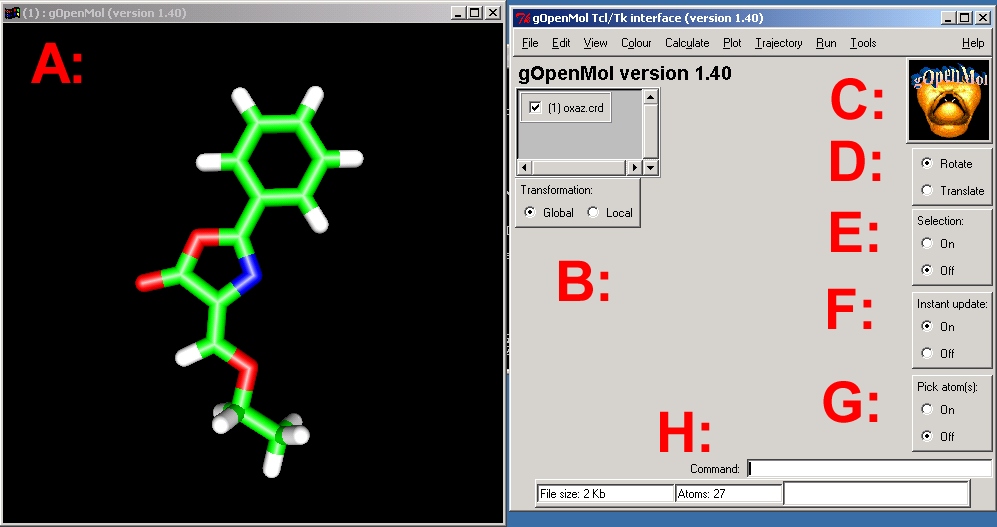 (1) : gOpenMol (version 1.40)
A:
gOpenMol Tcl/Tk interface (version 1.40)
File Edit View Colour Calculate Plot Trajectory Run Tools Help
gOpenMol version 1.40
(1) oxaz.crd
Transformation:
Global Local
B:
C:
gOpenMol
D:
Rotate
Translate
E:
Selection:
On
Off
F:
Instant update:
On
Off
G:
Pick atom(s):
On
Off
H:
Command:
File size: 2 Kb Atoms: 27